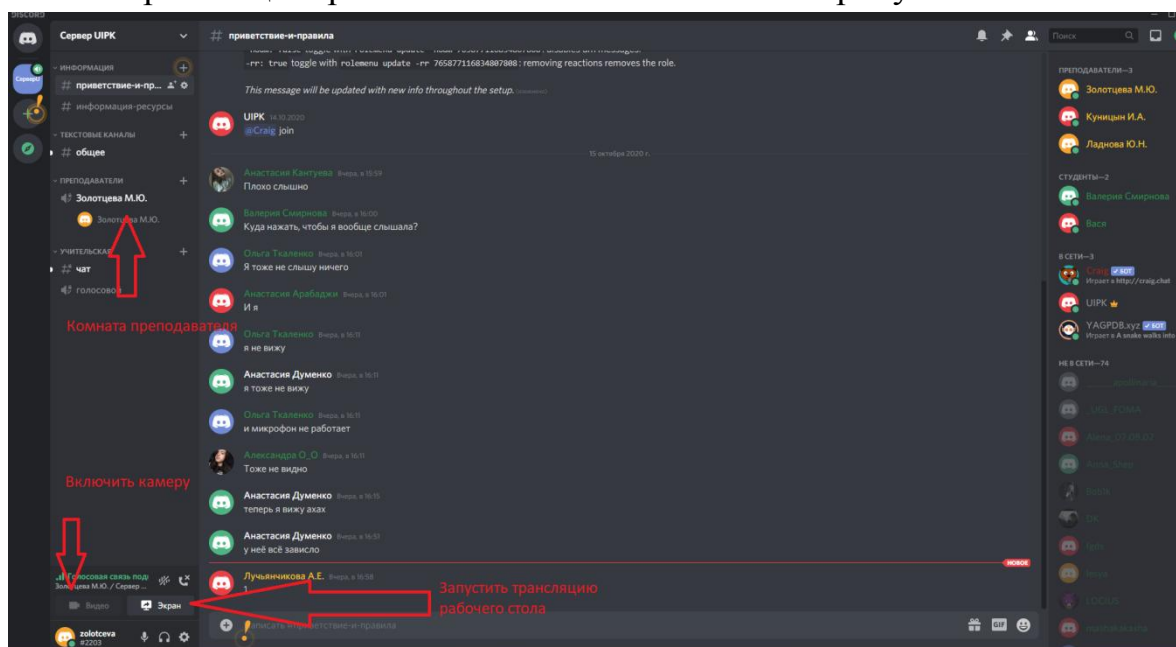 DISCORD
Сервер UIPK
# приветствие-и-правила
Поиск
ИНФОРМАЦИЯ
# приветствие-и-пр...
# информация-ресурсы
ТЕКСТОВЫЕ КАНАЛЫ
# общее
ПРЕПОДАВАТЕЛИ
Золотцева М.Ю.
Золотцева М.Ю.
УЧИТЕЛЬСКАЯ
# чат
голосовой
Комната преподавателя
Включить камеру
Голосовая связь под
Золотцева М.Ю. / Сервер ...
Видео
Экран
zolotceva
#2203
-rr: true toggle with rolemenu update -rr 765877116834807808 : removing reactions removes the role.
This message will be updated with new info throughout the setup.
UIPK 14.10.2020
@Craig join
15 октября 2020 г.
Анастасия Кантуева Вчера, в 15:59
Плохо слышно
Валерия Смирнова Вчера, в 16:00
Куда нажать, чтобы я вообще слышала?
Ольга Ткаленко Вчера, в 16:01
Я тоже не слышу ничего
Анастасия Арабаджи Вчера, в 16:01
И я
Ольга Ткаленко Вчера, в 16:11
я не вижу
Анастасия Думенко Вчера, в 16:11
я тоже не вижу
Ольга Ткаленко Вчера, в 16:11
и микрофон не работает
Александра О_О Вчера, в 16:11
Тоже не видно
Анастасия Думенко Вчера, в 16:15
теперь я вижу ахах
Анастасия Думенко Вчера, в 16:57
у неё всё зависло
НОВОЕ
Лучьянчикова А.Е. Вчера, в 16:58
1
Запустить трансляцию
рабочего стола
Написать #приветствие-и-правила
GIF
ПРЕПОДАВАТЕЛИ—3
Золотцева М.Ю.
Куницын И.А.
Ладнова Ю.Н.
СТУДЕНТЫ—2
Валерия Смирнова
Вася
В СЕТИ—3
Craig БОТ
Играет в http://craig.chat
UIPK
YAGPDB.xyz БОТ
Играет в A snake walks into
НЕ В СЕТИ—74